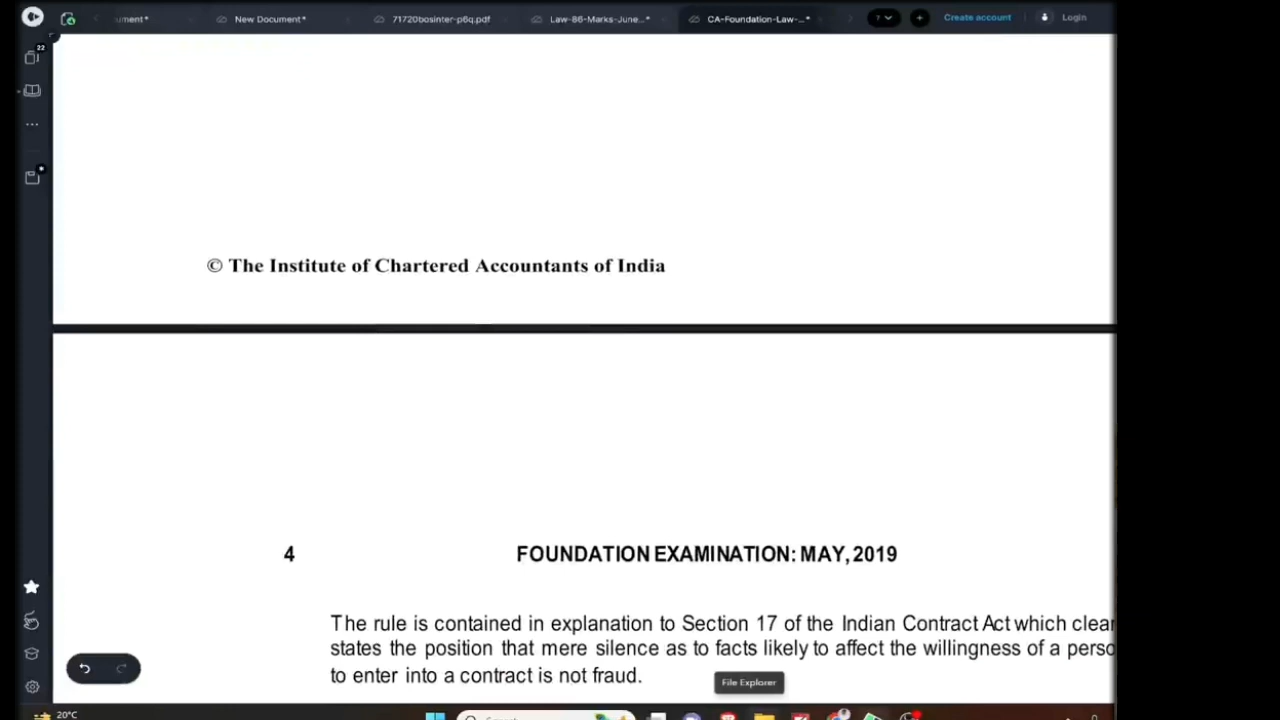 ument*
New Document*
71720bosinter-p6q.pdf
Law-86-Marks-June...*
CA-Foundation-Law-...*
7
Create account
Login
22
© The Institute of Chartered Accountants of India
4
FOUNDATION EXAMINATION: MAY, 2019
The rule is contained in explanation to Section 17 of the Indian Contract Act which clear
states the position that mere silence as to facts likely to affect the willingness of a perso
to enter into a contract is not fraud.
File Explorer
20°C